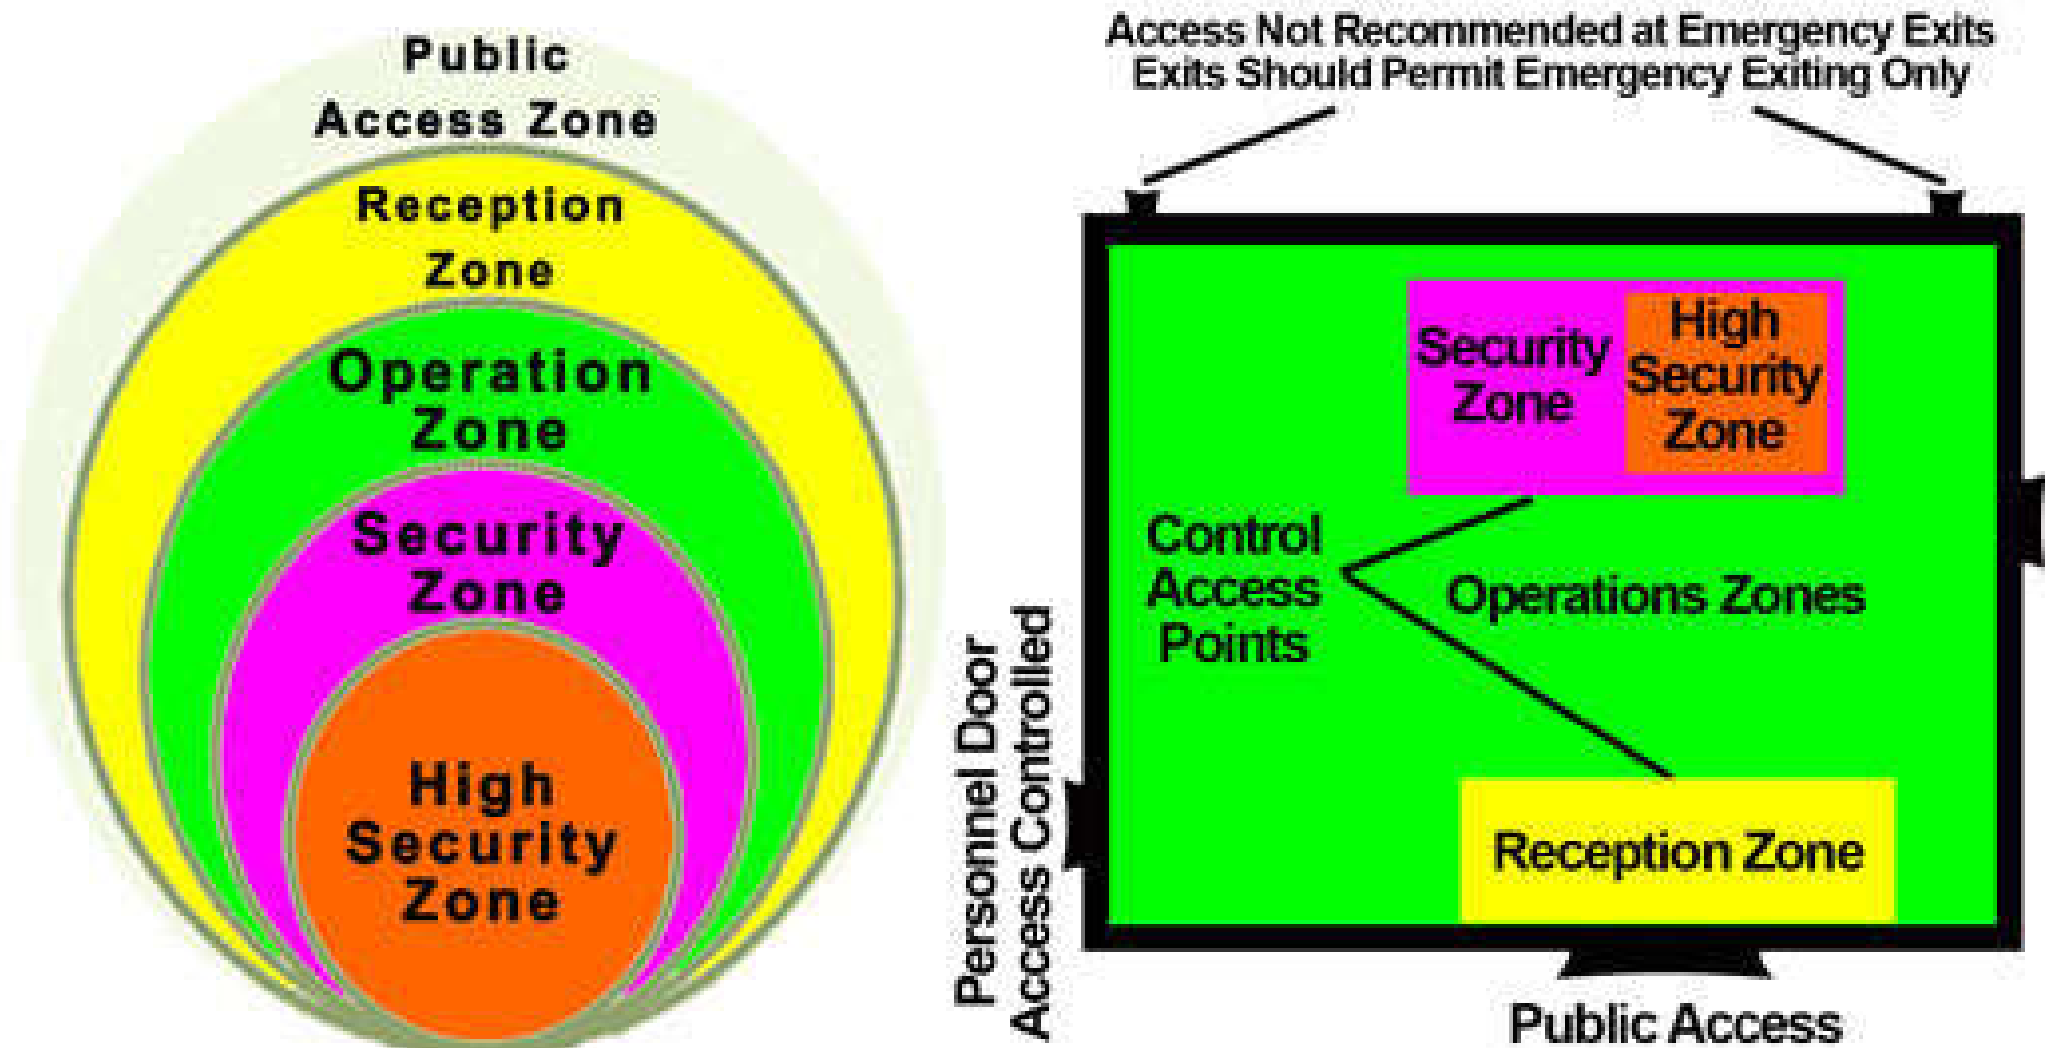 Public
Access Zone
Reception
Zone
Operation
Zone
Security
Zone
High
Security
Zone
Access Not Recommended at Emergency Exits
Exits Should Permit Emergency Exiting Only
Security
Zone
High
Security
Zone
Control
Access
Points
Operations Zones
Personnel Door
Access Controlled
Reception Zone
Public Access